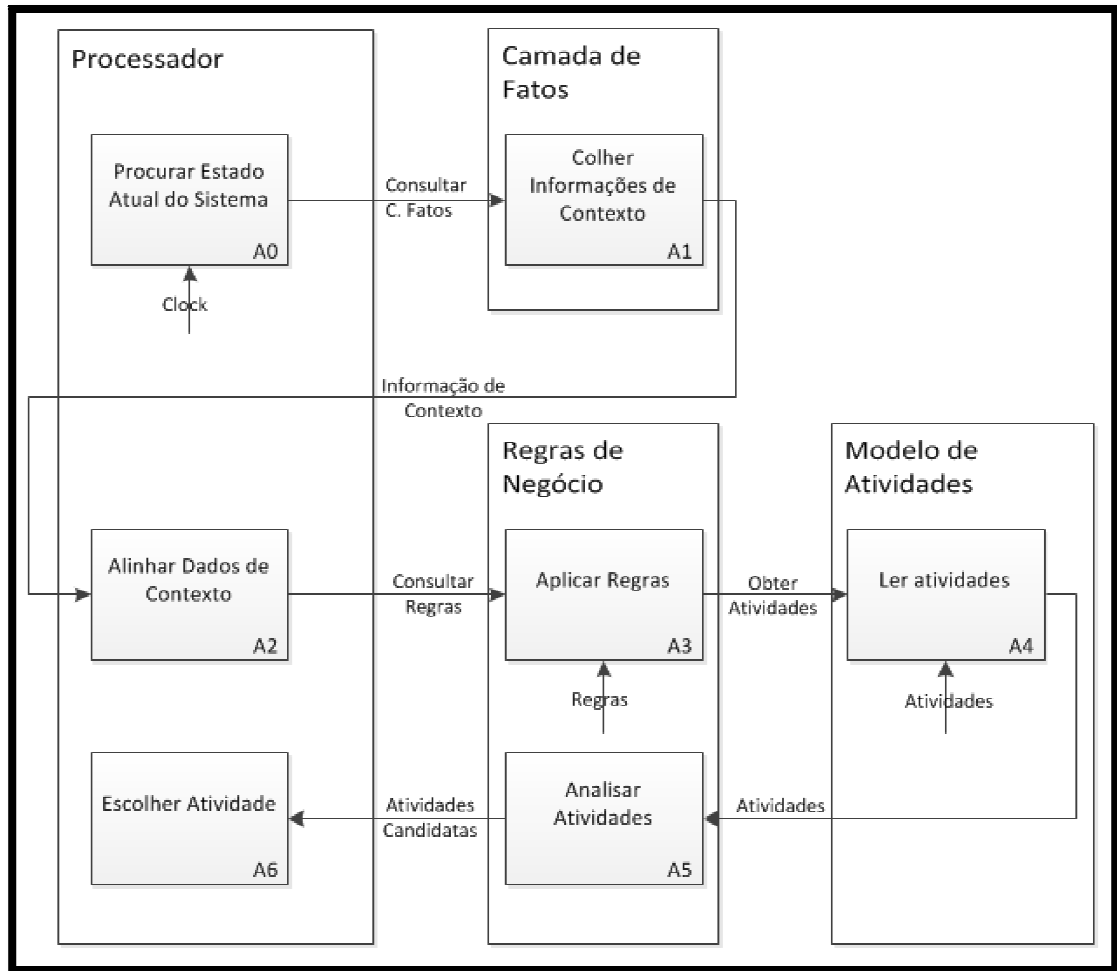 Processador
Camada de
Fatos
Procurar Estado
Atual do Sistema
A0
Consultar
C. Fatos
Colher
Informações de
Contexto
A1
Clock
Informação de
Contexto
Regras de
Negócio
Modelo de
Atividades
Alinhar Dados de
Contexto
A2
Consultar
Regras
Aplicar Regras
A3
Obter
Atividades
Ler atividades
A4
Regras
Atividades
Escolher Atividade
A6
Atividades
Candidatas
Analisar
Atividades
A5
Atividades